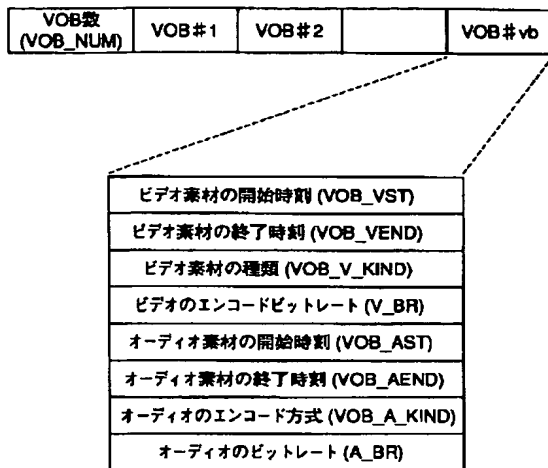 VOB数
(VOB_NUM)
VOB#1
VOB#2
VOB#vb
ビデオ素材の開始時刻 (VOB_VST)
ビデオ素材の終了時刻 (VOB_VEND)
ビデオ素材の種類 (VOB_V_KIND)
ビデオのエンコードビットレート (V_BR)
オーディオ素材の開始時刻 (VOB_AST)
オーディオ素材の終了時刻 (VOB_AEND)
オーディオのエンコード方式 (VOB_A_KIND)
オーディオのビットレート (A_BR)